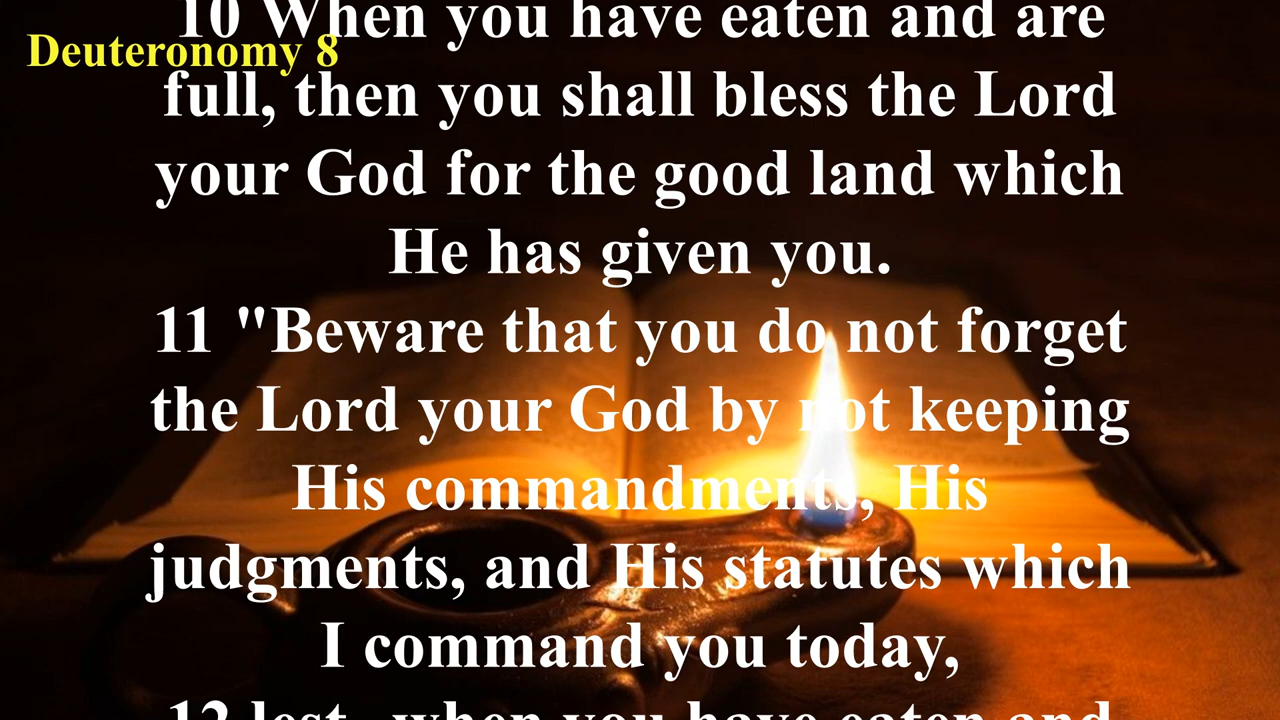 10 When you have eaten and are
Deuteronomy 8
full, then you shall bless the Lord
your God for the good land which
He has given you.
11 "Beware that you do not forget
the Lord your God by not keeping
His commandments, His
judgments, and His statutes which
I command you today,
12 lest--when you have eaten and